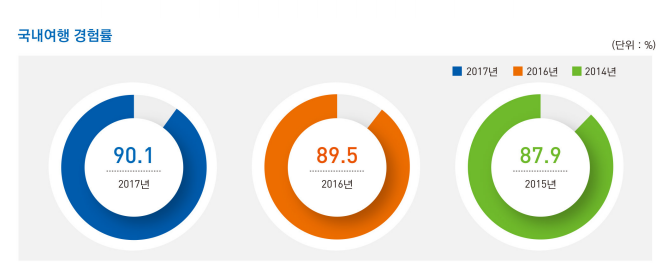 국내여행 경험률
(단위 : %)
2017년 2016년 2014년
90.1 89.5 87.9
2017년 2016년 2015년